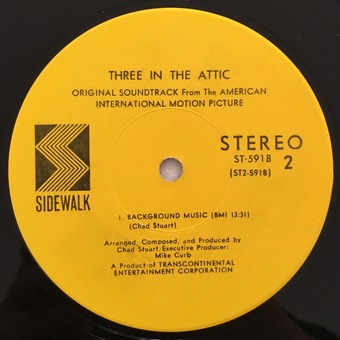 THREE IN THE ATTIC
ORIGINAL SOUNDTRACK From The AMERICAN
INTERNATIONAL MOTION PICTURE
SIDEWALK
STEREO
ST-5918
(ST2-5918)
2
1. BACKGROUND MUSIC (BMI 13:31)
(Chad Stuart)
Arranged, Composed, and Produced by
Chad Stuart/Executive Producer:
Mike Curb
A Product of TRANSCONTINENTAL
ENTERTAINMENT CORPORATION